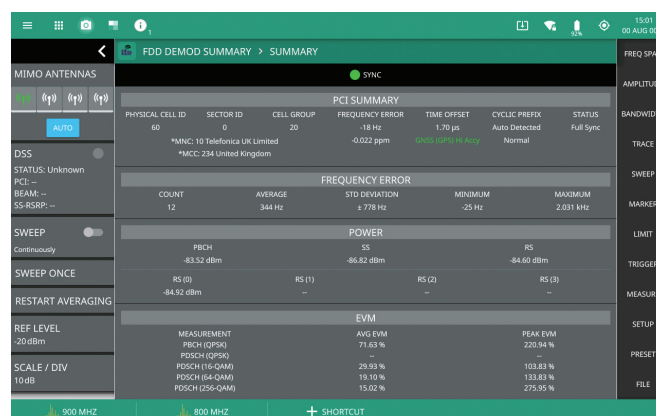 1
92%
15:01
00 AUG 00
FDD DEMOD SUMMARY > SUMMARY
SYNC
MIMO ANTENNAS
AUTO
DSS
STATUS: Unknown
PCI: --
BEAM: --
SS-RSRP: --
SWEEP
Continuously
SWEEP ONCE
RESTART AVERAGING
REF LEVEL
-20 dBm
SCALE / DIV
10 dB
PCI SUMMARY
PHYSICAL CELL ID SECTOR ID CELL GROUP FREQUENCY ERROR TIME OFFSET CYCLIC PREFIX STATUS
60 0 20 -18 Hz 1.70 µs Auto Detected Full Sync
*MNC: 10 Telefonica UK Limited -0.022 ppm GNSS (GPS) Hi Accy Normal
*MCC: 234 United Kingdom
FREQUENCY ERROR
COUNT AVERAGE STD DEVIATION MINIMUM MAXIMUM
12 344 Hz ± 778 Hz -25 Hz 2.031 kHz
POWER
PBCH SS RS
-83.52 dBm -86.82 dBm -84.60 dBm
RS (0) RS (1) RS (2) RS (3)
-84.92 dBm -- -- --
EVM
MEASUREMENT AVG EVM PEAK EVM
PBCH (QPSK) 71.63 % 220.94 %
PDSCH (QPSK) -- --
PDSCH (16-QAM) 29.93 % 103.83 %
PDSCH (64-QAM) 19.10 % 133.83 %
PDSCH (256-QAM) 15.02 % 275.95 %
FREQ SPA
AMPLITUD
BANDWID
TRACE
SWEEP
MARKER
LIMIT
TRIGGER
MEASUR
SETUP
PRESET
FILE
900 MHZ
800 MHZ
+ SHORTCUT